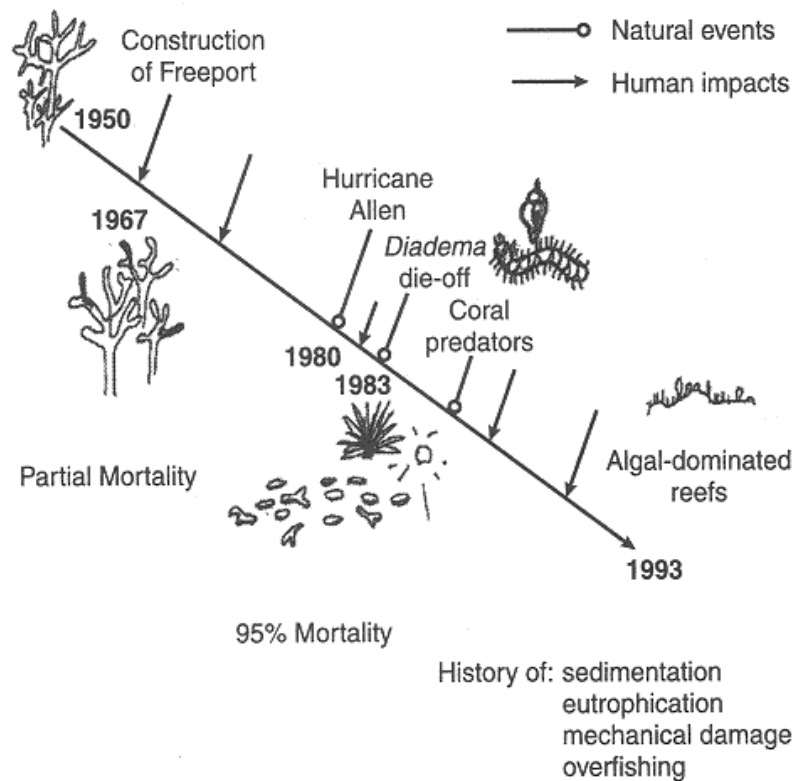 Construction
of Freeport
Natural events
Human impacts
1950
Hurricane
Allen
1967
Diadema
die-off
Coral
predators
1980
1983
Partial Mortality
Algal-dominated
reefs
1993
95% Mortality
History of: sedimentation
eutrophication
mechanical damage
overfishing